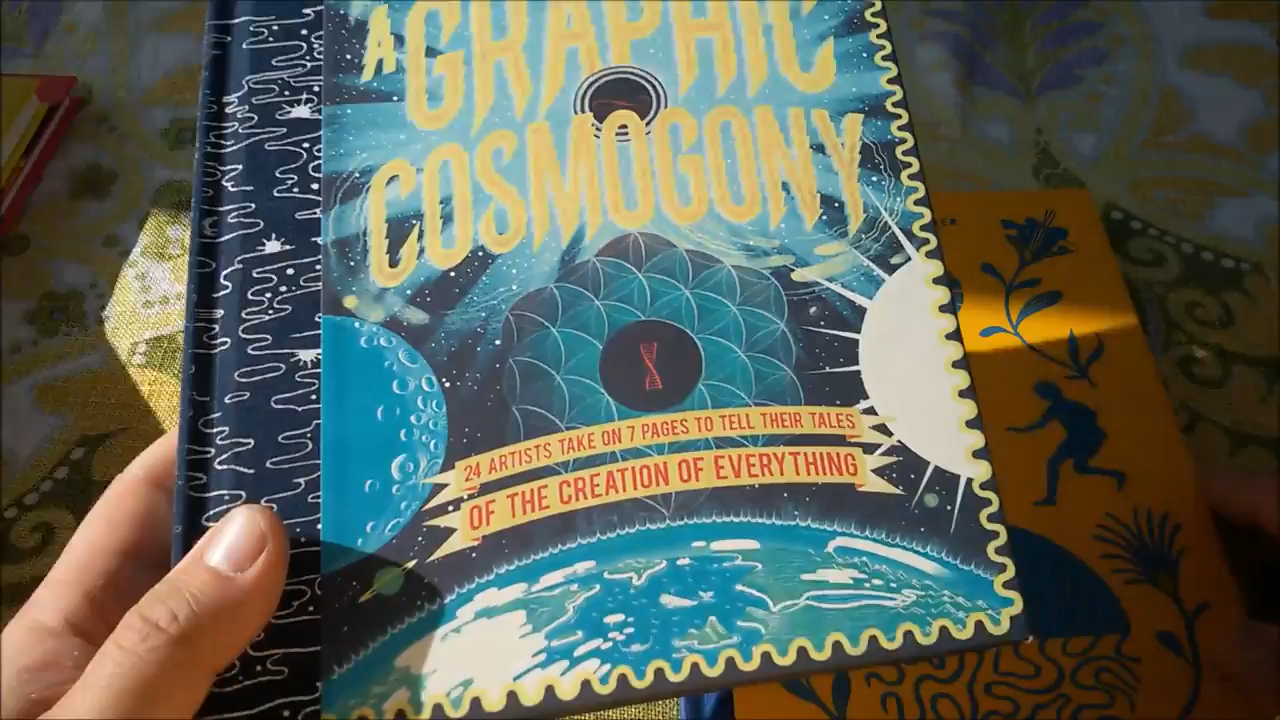 A GRAPHIC
COSMOGONY
24 ARTISTS TAKE ON 7 PAGES TO TELL THEIR TALES
OF THE CREATION OF EVERYTHING